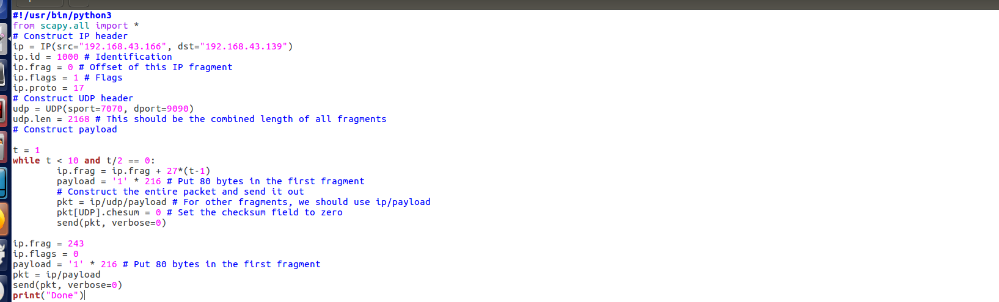 #!/usr/bin/python3
from scapy.all import *
# Construct IP header
ip = IP(src="192.168.43.166", dst="192.168.43.139")
ip.id = 1000 # Identification
ip.frag = 0 # Offset of this IP fragment
ip.flags = 1 # Flags
ip.proto = 17
# Construct UDP header
udp = UDP(sport=7070, dport=9090)
udp.len = 2168 # This should be the combined length of all fragments
# Construct payload

t = 1
while t < 10 and t/2 == 0:
        ip.frag = ip.frag + 27*(t-1)
        payload = '1' * 216 # Put 80 bytes in the first fragment
        # Construct the entire packet and send it out
        pkt = ip/udp/payload # For other fragments, we should use ip/payload
        pkt[UDP].chesum = 0 # Set the checksum field to zero
        send(pkt, verbose=0)

ip.frag = 243
ip.flags = 0
payload = '1' * 216 # Put 80 bytes in the first fragment
pkt = ip/payload
send(pkt, verbose=0)
print("Done")